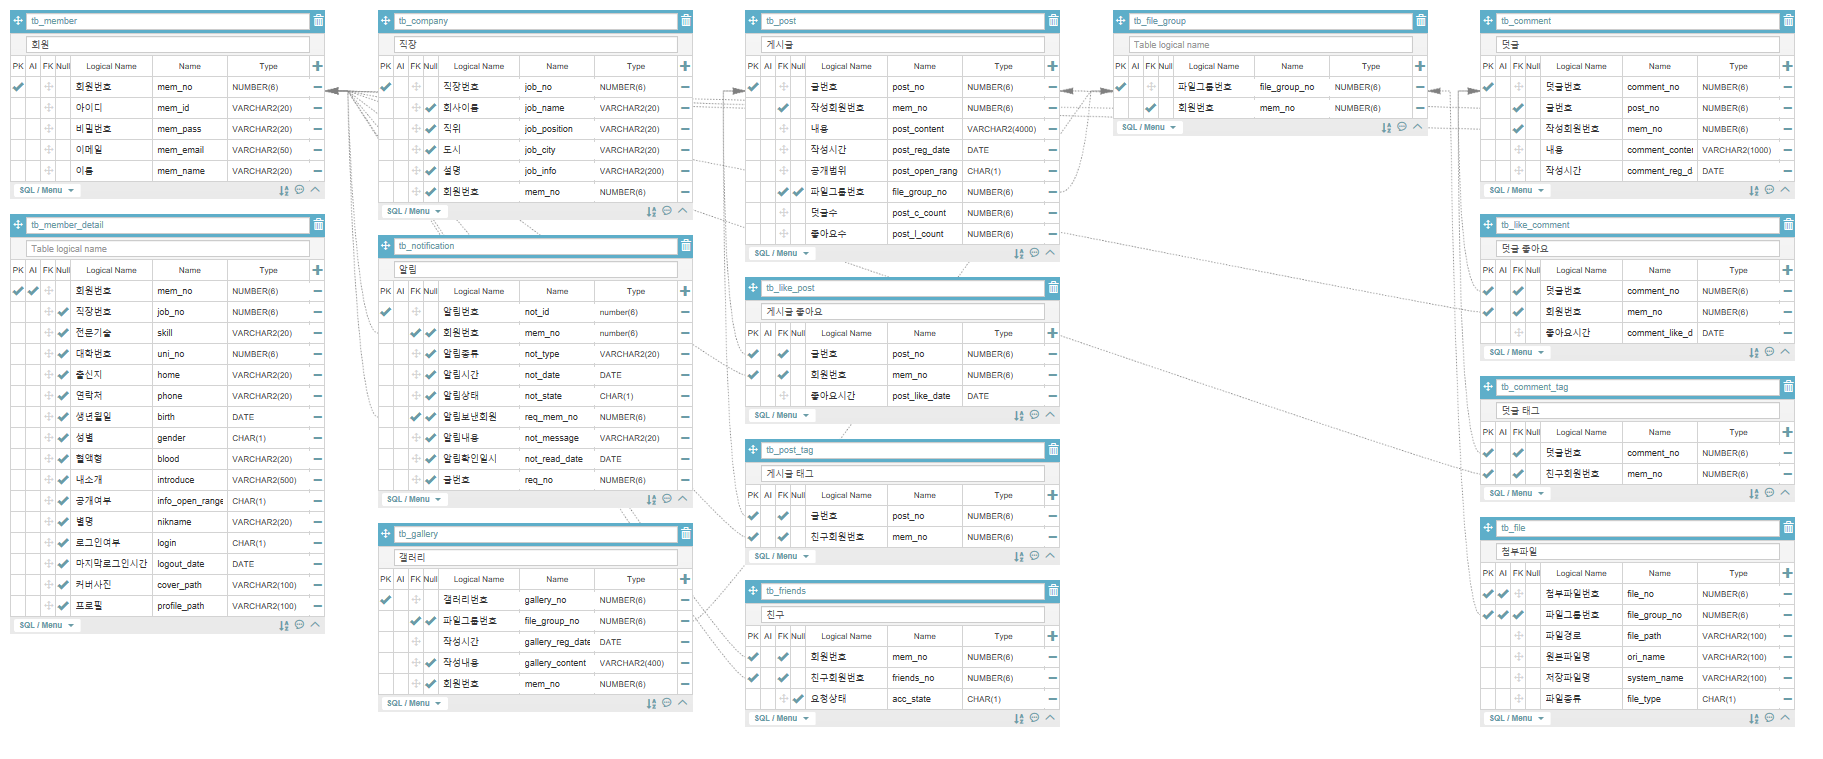 tb_member
회원
PK AI FK Null Logical Name Name Type
회원번호 mem_no NUMBER(6)
아이디 mem_id VARCHAR2(20)
비밀번호 mem_pass VARCHAR2(20)
이메일 mem_email VARCHAR2(50)
이름 mem_name VARCHAR2(20)
SQL / Menu
tb_member_detail
Table logical name
PK AI FK Null Logical Name Name Type
회원번호 mem_no NUMBER(6)
직장번호 job_no NUMBER(6)
전문기술 skill VARCHAR2(20)
대학번호 uni_no NUMBER(6)
출신지 home VARCHAR2(20)
연락처 phone VARCHAR2(20)
생년월일 birth DATE
성별 gender CHAR(1)
혈액형 blood VARCHAR2(20)
내소개 introduce VARCHAR2(500)
공개여부 info_open_range CHAR(1)
별명 nikname VARCHAR2(20)
로그인여부 login CHAR(1)
마지막로그인시간 logout_date DATE
커버사진 cover_path VARCHAR2(100)
프로필 profile_path VARCHAR2(100)
SQL / Menu
tb_company
직장
PK AI FK Null Logical Name Name Type
직장번호 job_no NUMBER(6)
회사이름 job_name VARCHAR2(20)
직위 job_position VARCHAR2(20)
도시 job_city VARCHAR2(20)
설명 job_info VARCHAR2(200)
회원번호 mem_no NUMBER(6)
SQL / Menu
tb_notification
알림
PK AI FK Null Logical Name Name Type
알림번호 not_id number(6)
회원번호 mem_no number(6)
알림종류 not_type VARCHAR2(20)
알림시간 not_date DATE
알림상태 not_state CHAR(1)
알림보낸회원 req_mem_no NUMBER(6)
알림내용 not_message VARCHAR2(20)
알림확인일시 not_read_date DATE
글번호 req_no NUMBER(6)
SQL / Menu
tb_gallery
갤러리
PK AI FK Null Logical Name Name Type
갤러리번호 gallery_no NUMBER(6)
파일그룹번호 file_group_no NUMBER(6)
작성시간 gallery_reg_date DATE
작성내용 gallery_content VARCHAR2(400)
회원번호 mem_no NUMBER(6)
SQL / Menu
tb_post
게시글
PK AI FK Null Logical Name Name Type
글번호 post_no NUMBER(6)
작성회원번호 mem_no NUMBER(6)
내용 post_content VARCHAR2(4000)
작성시간 post_reg_date DATE
공개범위 post_open_rang CHAR(1)
파일그룹번호 file_group_no NUMBER(6)
덧글수 post_c_count NUMBER(6)
좋아요수 post_l_count NUMBER(6)
SQL / Menu
tb_like_post
게시글 좋아요
PK AI FK Null Logical Name Name Type
글번호 post_no NUMBER(6)
회원번호 mem_no NUMBER(6)
좋아요시간 post_like_date DATE
SQL / Menu
tb_post_tag
게시글 태그
PK AI FK Null Logical Name Name Type
글번호 post_no NUMBER(6)
친구회원번호 mem_no NUMBER(6)
SQL / Menu
tb_friends
친구
PK AI FK Null Logical Name Name Type
회원번호 mem_no NUMBER(6)
친구회원번호 friends_no NUMBER(6)
요청상태 acc_state CHAR(1)
SQL / Menu
tb_file_group
Table logical name
PK AI FK Null Logical Name Name Type
파일그룹번호 file_group_no NUMBER(6)
회원번호 mem_no NUMBER(6)
SQL / Menu
tb_comment
덧글
PK AI FK Null Logical Name Name Type
덧글번호 comment_no NUMBER(6)
글번호 post_no NUMBER(6)
작성회원번호 mem_no NUMBER(6)
내용 comment_conter VARCHAR2(1000)
작성시간 comment_reg_d DATE
SQL / Menu
tb_like_comment
덧글 좋아요
PK AI FK Null Logical Name Name Type
덧글번호 comment_no NUMBER(6)
회원번호 mem_no NUMBER(6)
좋아요시간 comment_like_d DATE
SQL / Menu
tb_comment_tag
덧글 태그
PK AI FK Null Logical Name Name Type
덧글번호 comment_no NUMBER(6)
친구회원번호 mem_no NUMBER(6)
SQL / Menu
tb_file
첨부파일
PK AI FK Null Logical Name Name Type
첨부파일번호 file_no NUMBER(6)
파일그룹번호 file_group_no NUMBER(6)
파일경로 file_path VARCHAR2(100)
원본파일명 ori_name VARCHAR2(100)
저장파일명 system_name VARCHAR2(100)
파일종류 file_type CHAR(1)
SQL / Menu